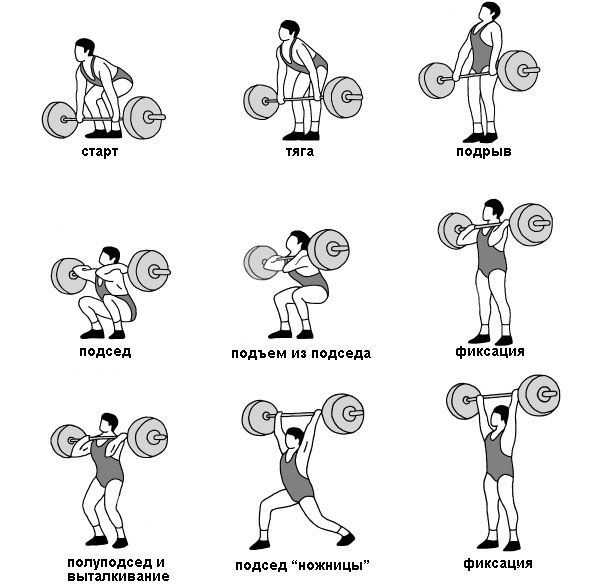 старт
тяга
подрыв
подсед
подъем из подседа
фиксация
полуподсед и
выталкивание
подсед “ножницы”
фиксация